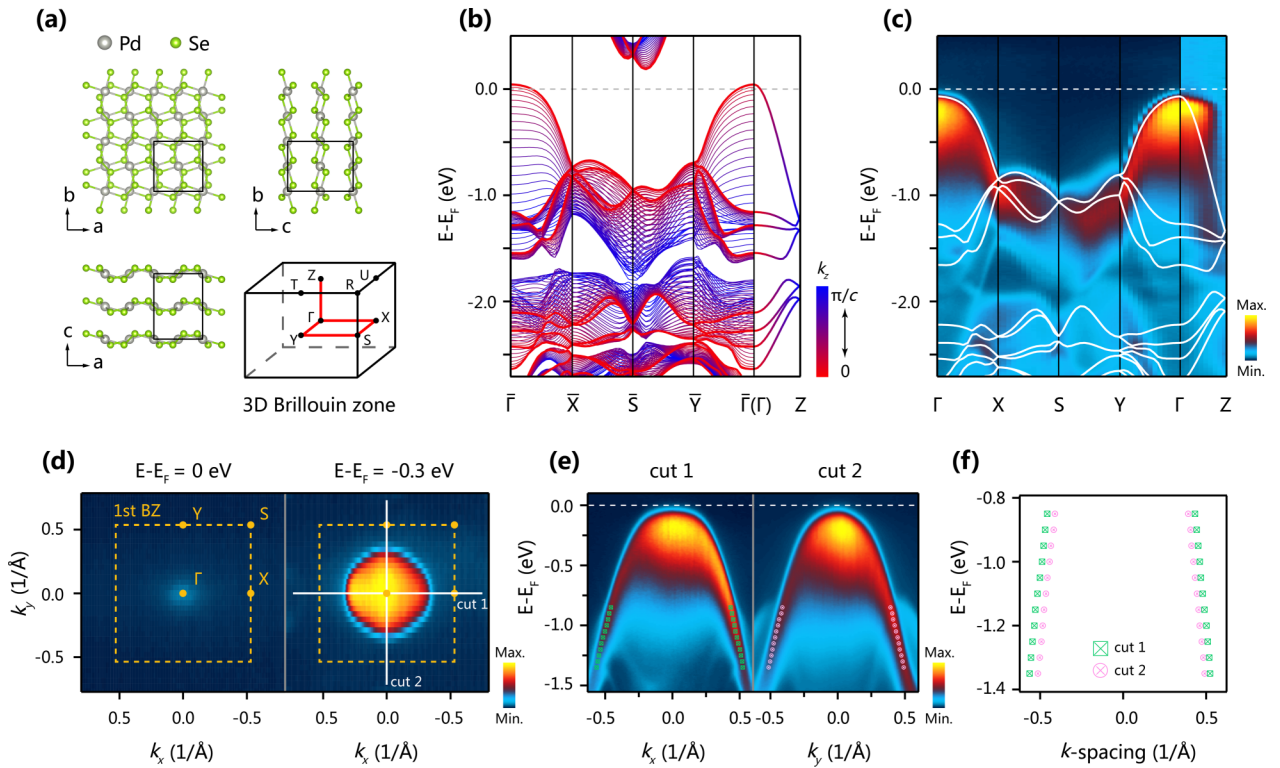 (a)
Pd
Se
b
a
b
c
c
a
Z
T
R
U
Γ
X
Y
S
3D Brillouin zone
(b)
E-E_F (eV)
0.0
-1.0
-2.0
Γ̅
X̅
S̅
Y̅
Γ̅(Γ)
Z
k_z
π/c
0
(c)
E-E_F (eV)
0.0
-1.0
-2.0
Γ
X
S
Y
Γ
Z
Max.
Min.
(d)
E-E_F = 0 eV
E-E_F = -0.3 eV
1st BZ
Y
S
Γ
X
cut 1
cut 2
k_y (1/Å)
0.5
0.0
-0.5
0.5
0.0
-0.5
0.5
0.0
-0.5
k_x (1/Å)
k_x (1/Å)
Max.
Min.
(e)
cut 1
cut 2
E-E_F (eV)
0.0
-0.5
-1.0
-1.5
-0.5
0.0
0.5
-0.5
0.0
0.5
k_x (1/Å)
k_y (1/Å)
Max.
Min.
(f)
E-E_F (eV)
-0.8
-1.0
-1.2
-1.4
cut 1
cut 2
-0.5
0.0
0.5
k-spacing (1/Å)